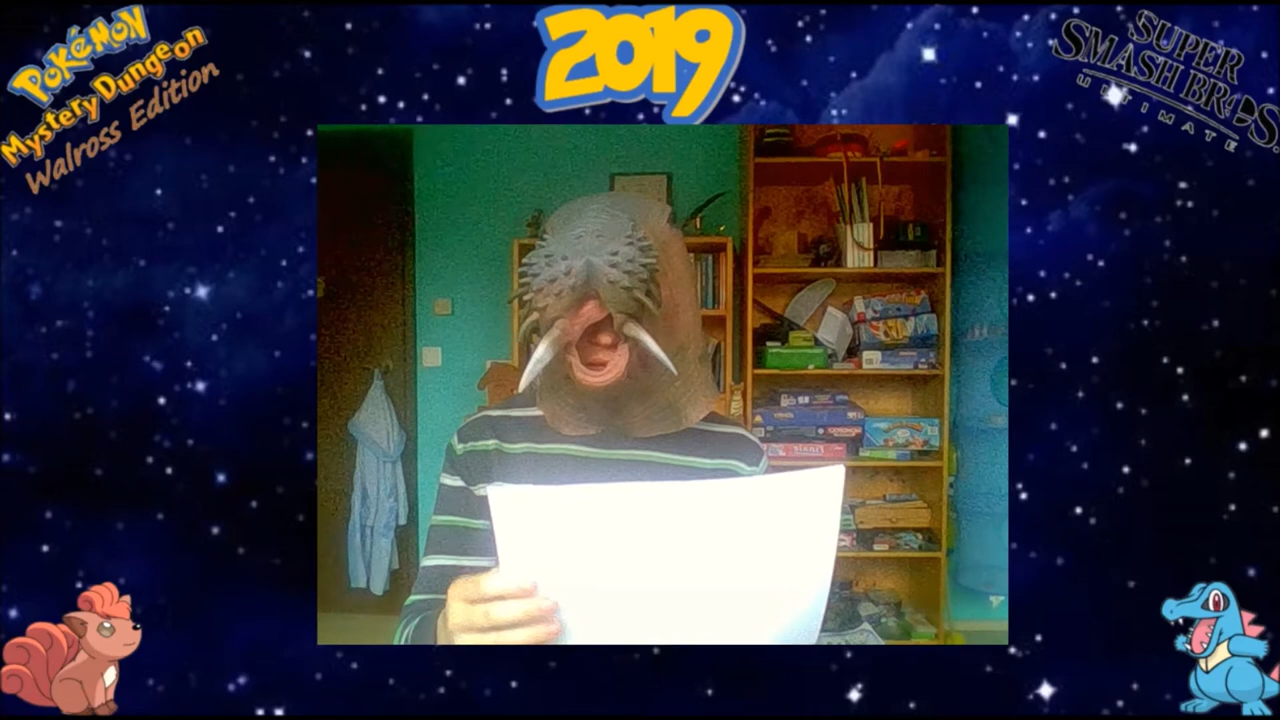 POKéMON
Mystery Dungeon
Walross Edition
2019
SUPER
SMASH BROS.
ULTIMATE